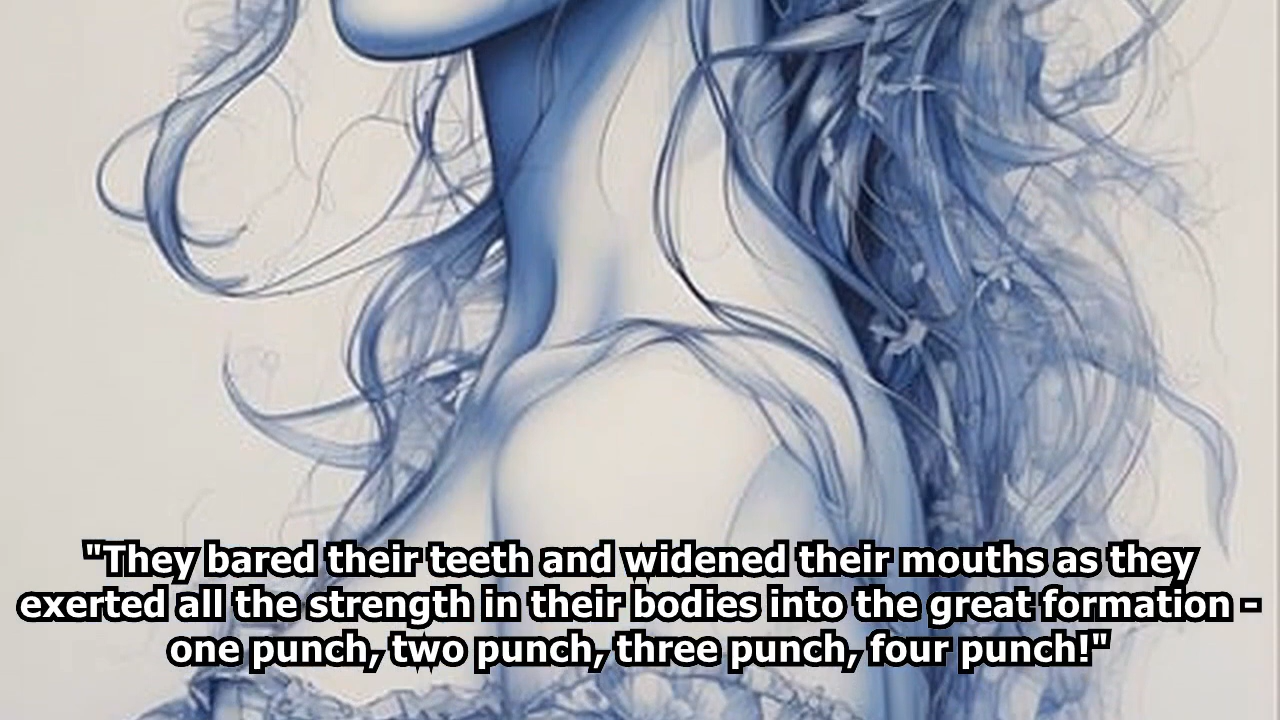 "They bared their teeth and widened their mouths as they
exerted all the strength in their bodies into the great formation -
one punch, two punch, three punch, four punch!"